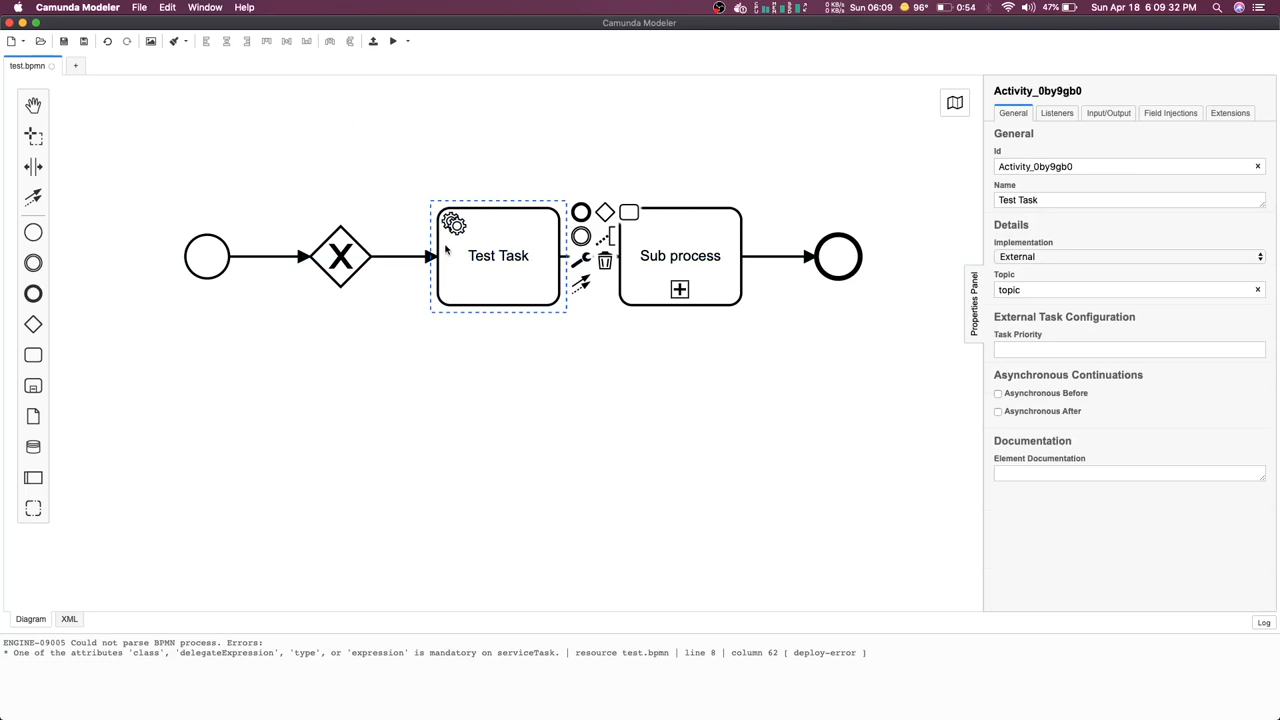 Camunda Modeler File Edit Window Help 0 KB/s 0 KB/s Sun 06:09 96° 0:54 47% Sun Apr 18 6:09:32 PM
Camunda Modeler
test.bpmn +
Activity_0by9gb0
General Listeners Input/Output Field Injections Extensions
General
Id
Activity_0by9gb0
Name
Test Task
Details
Implementation
External
Topic
topic
External Task Configuration
Task Priority
Asynchronous Continuations
Asynchronous Before
Asynchronous After
Documentation
Element Documentation
Properties Panel
X
Test Task
Sub process
Diagram XML
Log
ENGINE-09005 Could not parse BPMN process. Errors:
* One of the attributes 'class', 'delegateExpression', 'type', or 'expression' is mandatory on serviceTask. | resource test.bpmn | line 8 | column 62 [ deploy-error ]